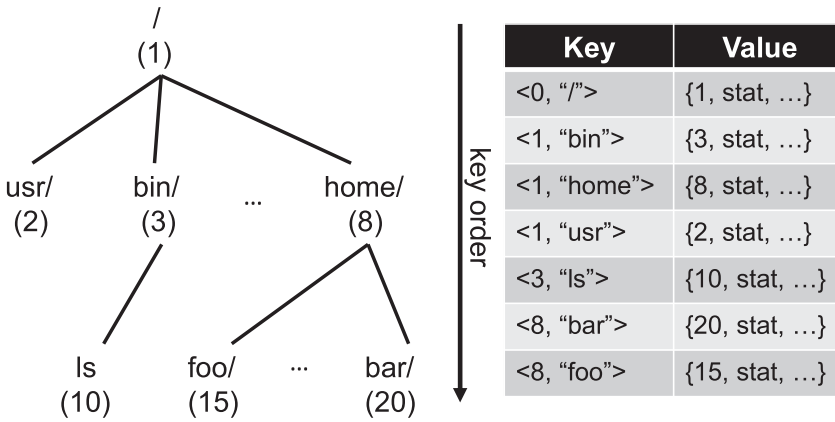 /
(1)
usr/ bin/ ... home/
(2) (3) (8)
ls foo/ ... bar/
(10) (15) (20)
key order
Key Value
<0, “/”> {1, stat, …}
<1, “bin”> {3, stat, …}
<1, “home”> {8, stat, …}
<1, “usr”> {2, stat, …}
<3, “ls”> {10, stat, …}
<8, “bar”> {20, stat, …}
<8, “foo”> {15, stat, …}